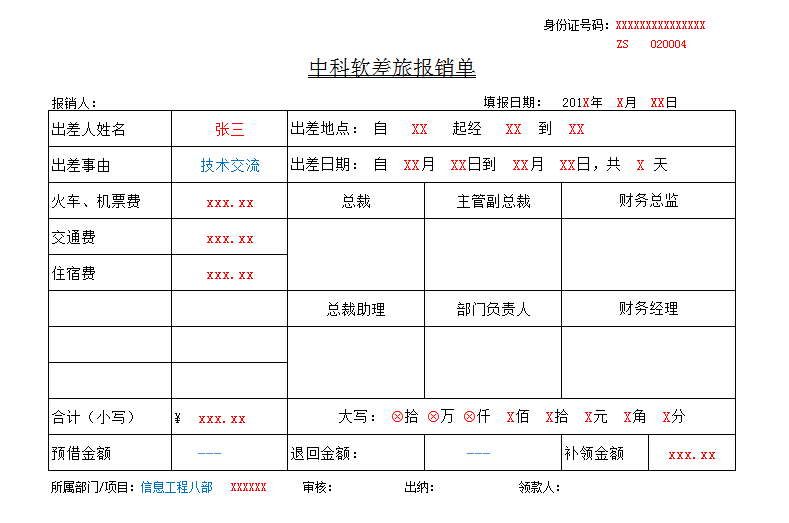 身份证号码：XXXXXXXXXXXXXXX
ZS 020004
中科软差旅报销单
报销人： 填报日期： 201X年 X月 XX日
出差人姓名 张三 出差地点： 自 XX 起经 XX 到 XX
出差事由 技术交流 出差日期： 自 XX月 XX日到 XX月 XX日，共 X 天
火车、机票费 xxx.xx 总裁 主管副总裁 财务总监
交通费 xxx.xx
住宿费 xxx.xx
总裁助理 部门负责人 财务经理
合计（小写） ¥ xxx.xx 大写： ⓧ拾 ⓧ万 ⓧ仟 X佰 X拾 X元 X角 X分
预借金额 --- 退回金额： --- 补领金额 xxx.xx
所属部门/项目：信息工程八部 XXXXXX 审核： 出纳： 领款人：